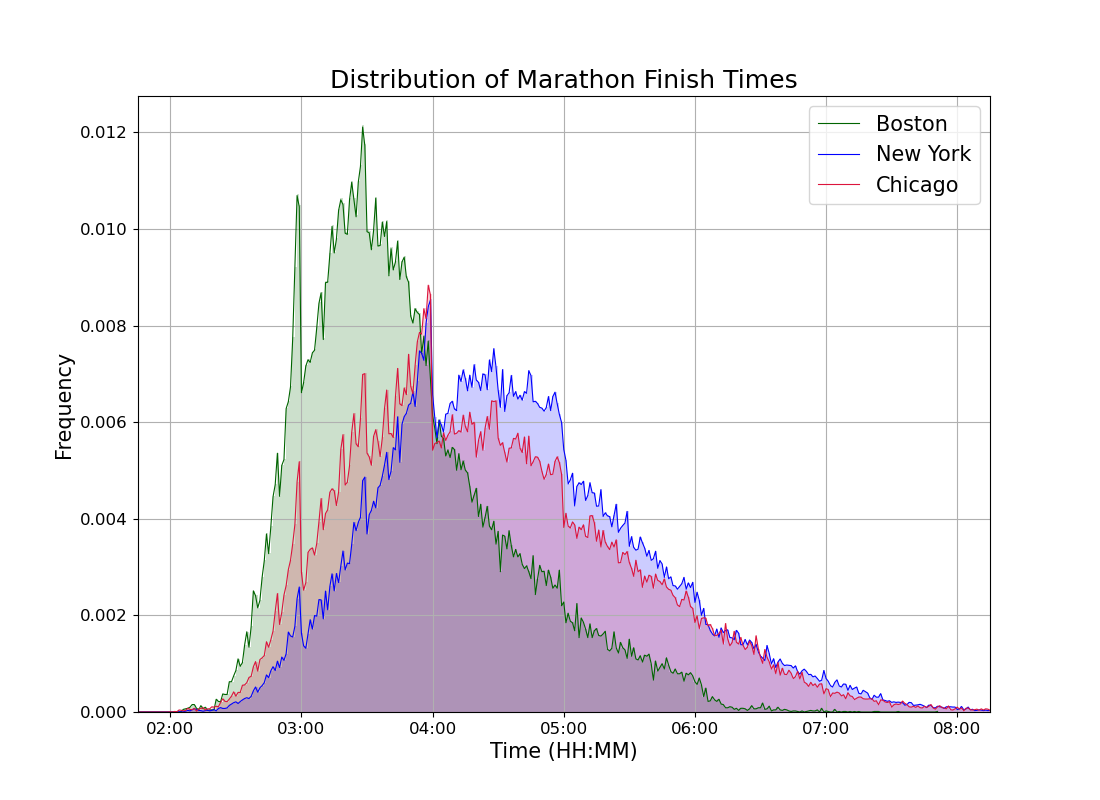 Distribution of Marathon Finish Times
Boston
New York
Chicago
0.012
0.010
0.008
0.006
0.004
0.002
0.000
Frequency
02:00
03:00
04:00
05:00
06:00
07:00
08:00
Time (HH:MM)